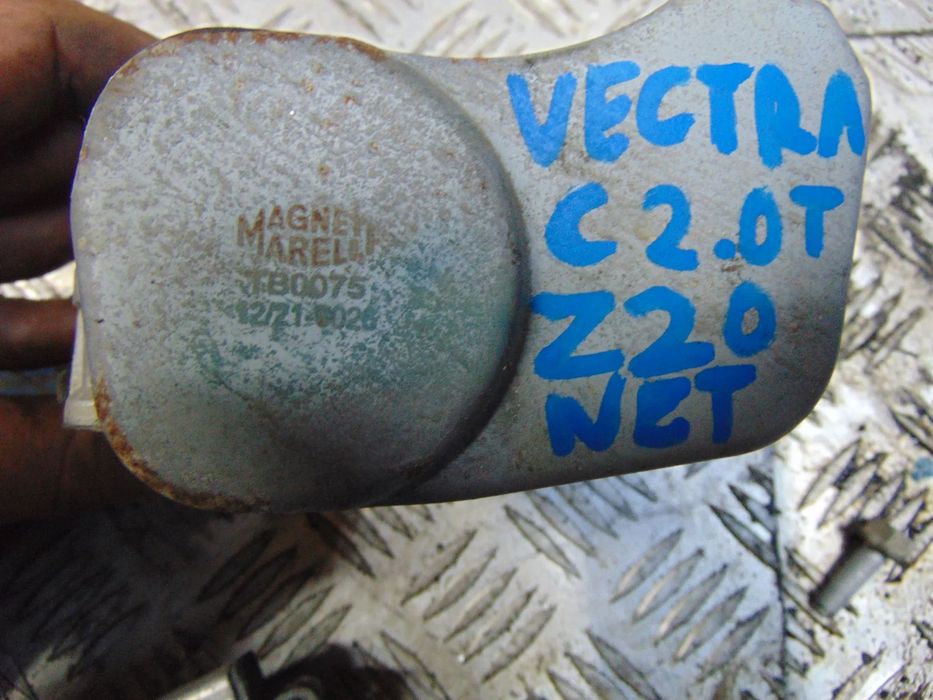 MAGNETI
MARELLI
TB0075
VECTRA
C 2.0T
Z20
NET